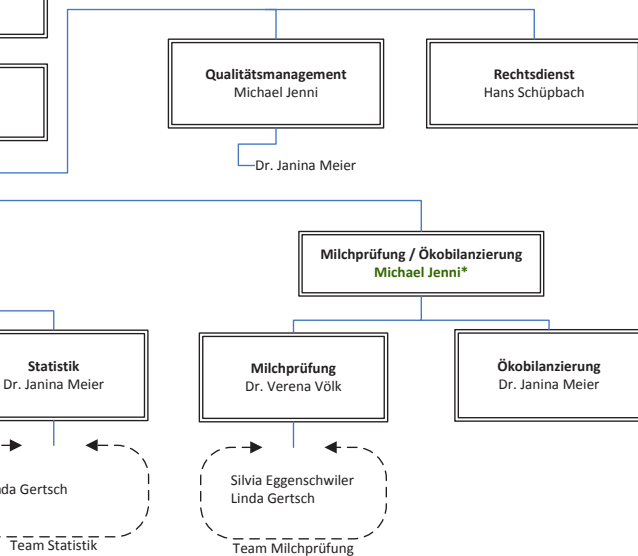 Qualitätsmanagement
Michael Jenni
Rechtsdienst
Hans Schüpbach
Dr. Janina Meier
Milchprüfung / Ökobilanzierung
Michael Jenni*
Statistik
Dr. Janina Meier
Milchprüfung
Dr. Verena Völk
Ökobilanzierung
Dr. Janina Meier
Gertsch
Team Statistik
Silvia Eggenschwiler
Linda Gertsch
Team Milchprüfung